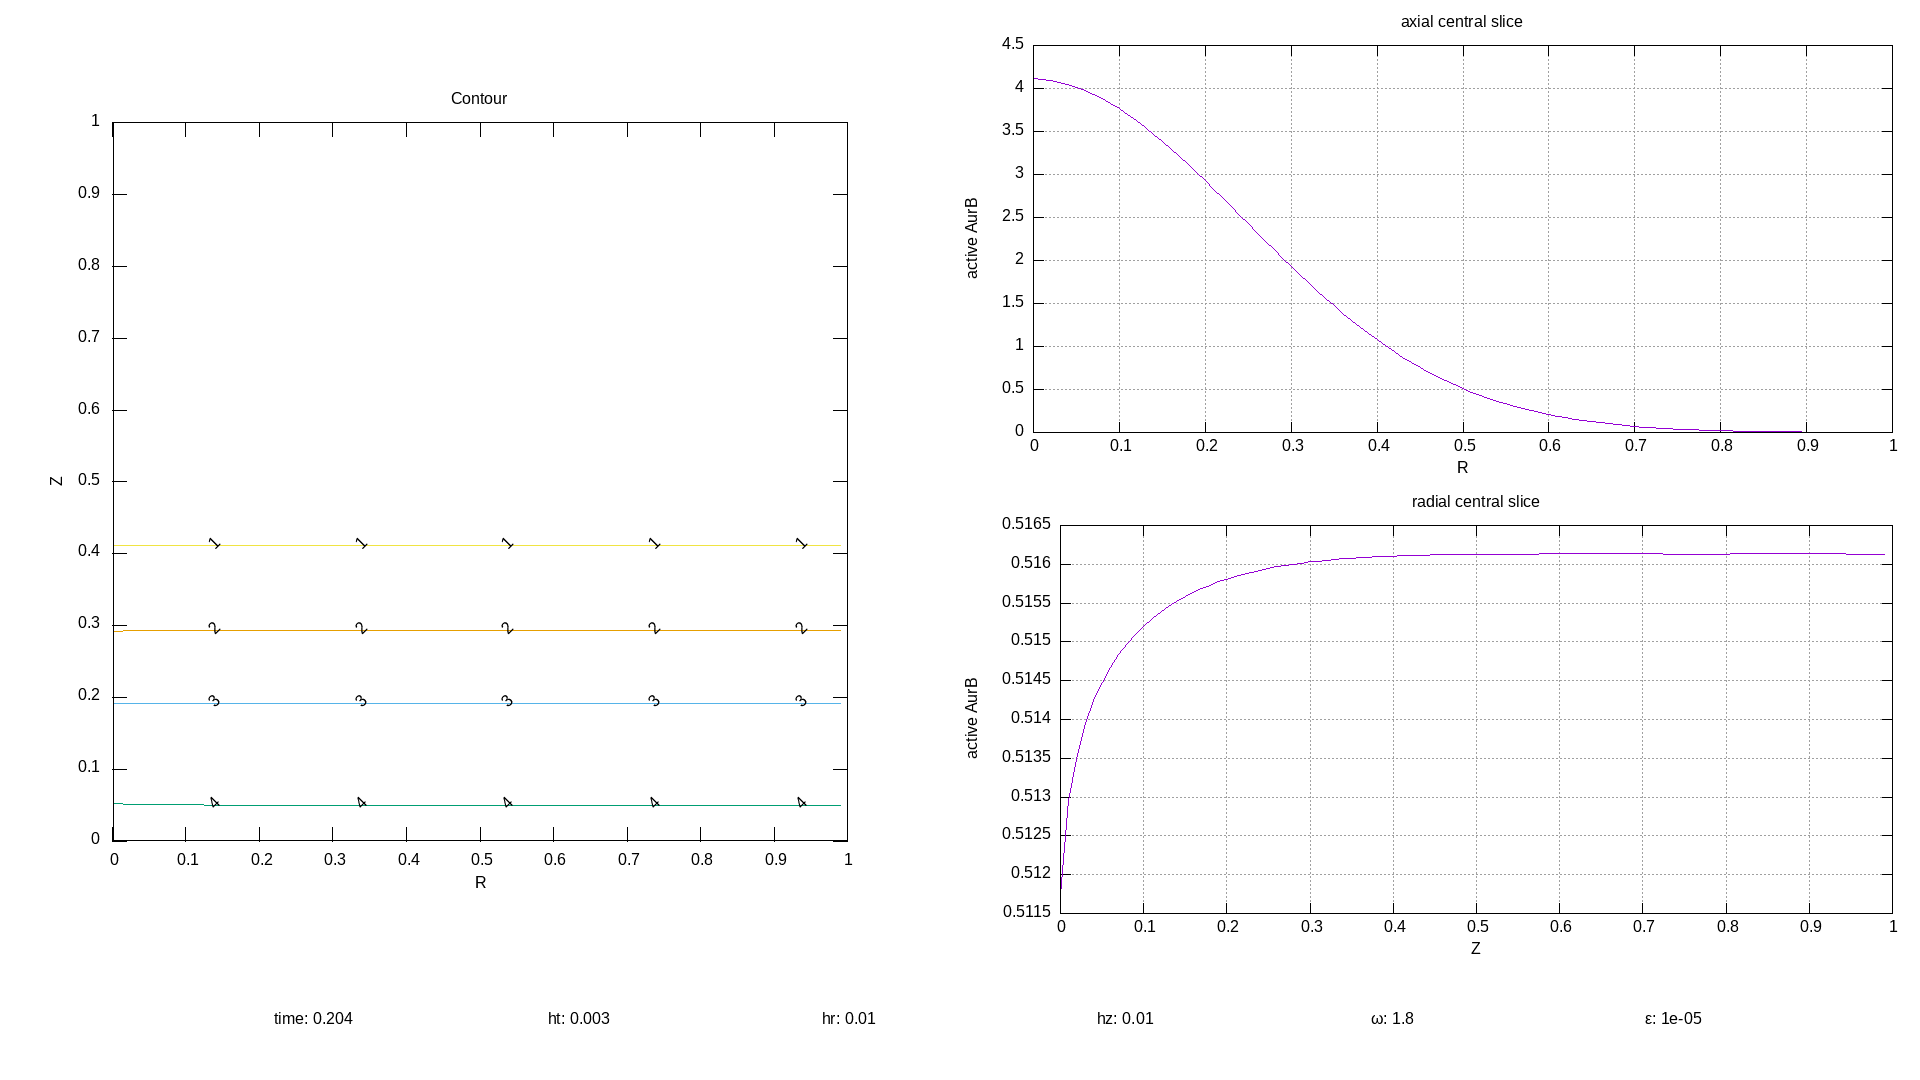 Contour
1
0.9
0.8
0.7
0.6
0.5
0.4
0.3
0.2
0.1
0
Z
1 1 1 1 1
2 2 2 2 2
3 3 3 3 3
4 4 4 4 4
0 0.1 0.2 0.3 0.4 0.5 0.6 0.7 0.8 0.9 1
R
axial central slice
4.5
4
3.5
3
2.5
2
1.5
1
0.5
0
active AurB
0 0.1 0.2 0.3 0.4 0.5 0.6 0.7 0.8 0.9 1
R
radial central slice
0.5165
0.516
0.5155
0.515
0.5145
0.514
0.5135
0.513
0.5125
0.512
0.5115
active AurB
0 0.1 0.2 0.3 0.4 0.5 0.6 0.7 0.8 0.9 1
Z
time: 0.204 ht: 0.003 hr: 0.01 hz: 0.01 ω: 1.8 ε: 1e-05